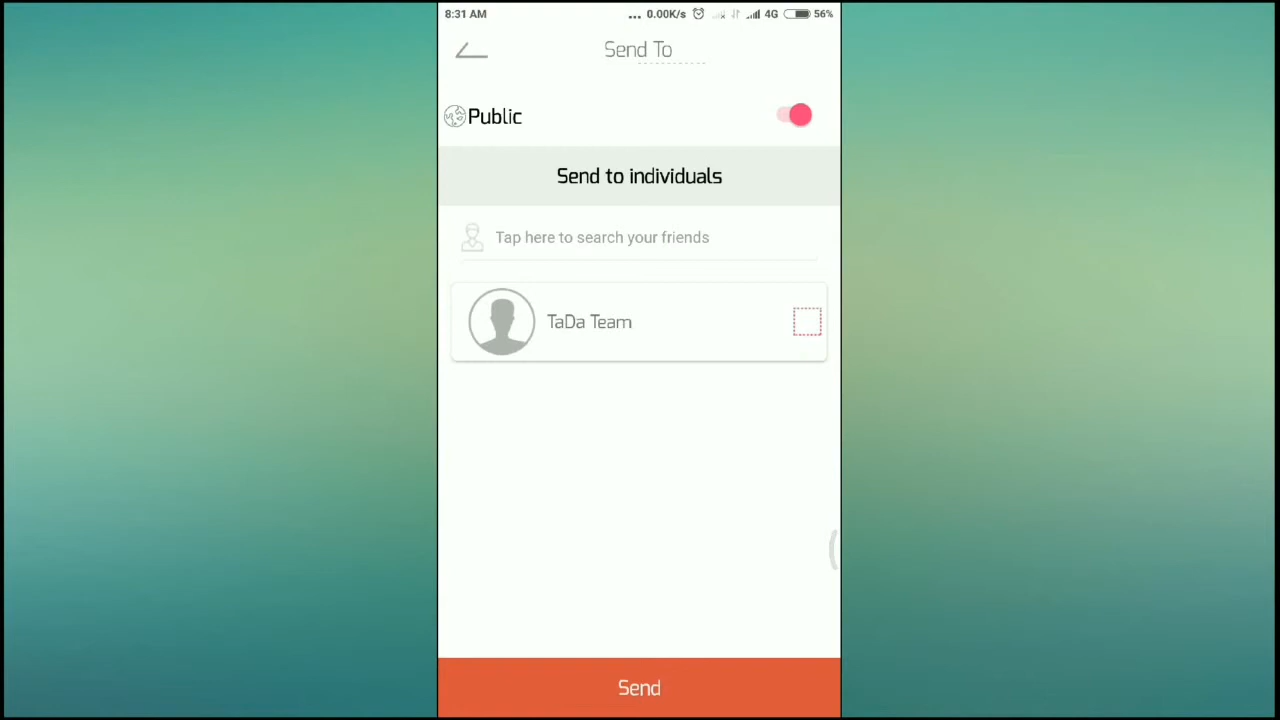 8:31 AM ... 0.00K/s 4G 56%
Send To
Public
Send to individuals
Tap here to search your friends
TaDa Team
Send